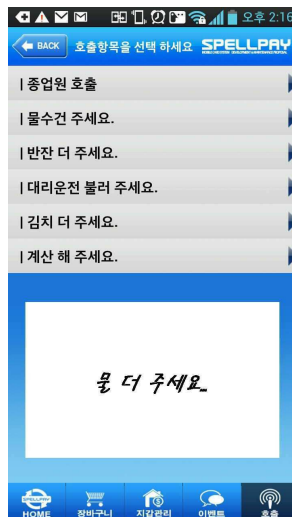 오후 2:16
BACK 호출항목을 선택 하세요 SPELLPAY
| 종업원 호출
| 물수건 주세요.
| 반찬 더 주세요.
| 대리운전 불러 주세요.
| 김치 더 주세요.
| 계산 해 주세요.
물 더 주세요
SPELLPAY
HOME 장바구니 지갑관리 이벤트 호출